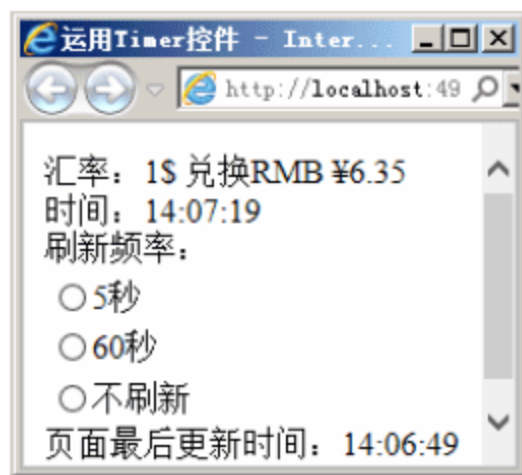 运用Timer控件 - Inter...
http://localhost:49
汇率：1$ 兑换RMB ¥6.35
时间：14:07:19
刷新频率：
5秒
60秒
不刷新
页面最后更新时间：14:06:49